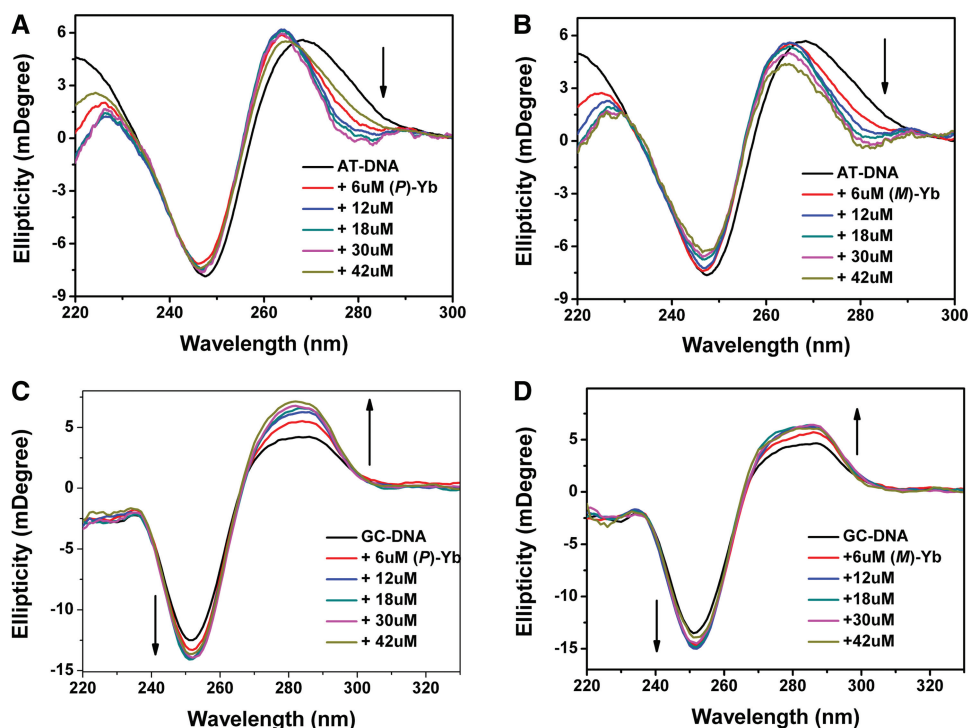 A
Ellipticity (mDegree)
6
3
0
-3
-6
-9
AT-DNA
+ 6uM (P)-Yb
+ 12uM
+ 18uM
+ 30uM
+ 42uM
220 240 260 280 300
Wavelength (nm)
B
Ellipticity (mDegree)
6
3
0
-3
-6
-9
AT-DNA
+ 6uM (M)-Yb
+ 12uM
+ 18uM
+ 30uM
+ 42uM
220 230 240 250 260 270 280 290 300
Wavelength (nm)
C
Ellipticity (mDegree)
5
0
-5
-10
-15
GC-DNA
+ 6uM (P)-Yb
+ 12uM
+ 18uM
+ 30uM
+ 42uM
220 240 260 280 300 320
Wavelength (nm)
D
Ellipticity (mDegree)
5
0
-5
-10
-15
GC-DNA
+6uM (M)-Yb
+12uM
+18uM
+30uM
+42uM
220 240 260 280 300 320
Wavelength (nm)